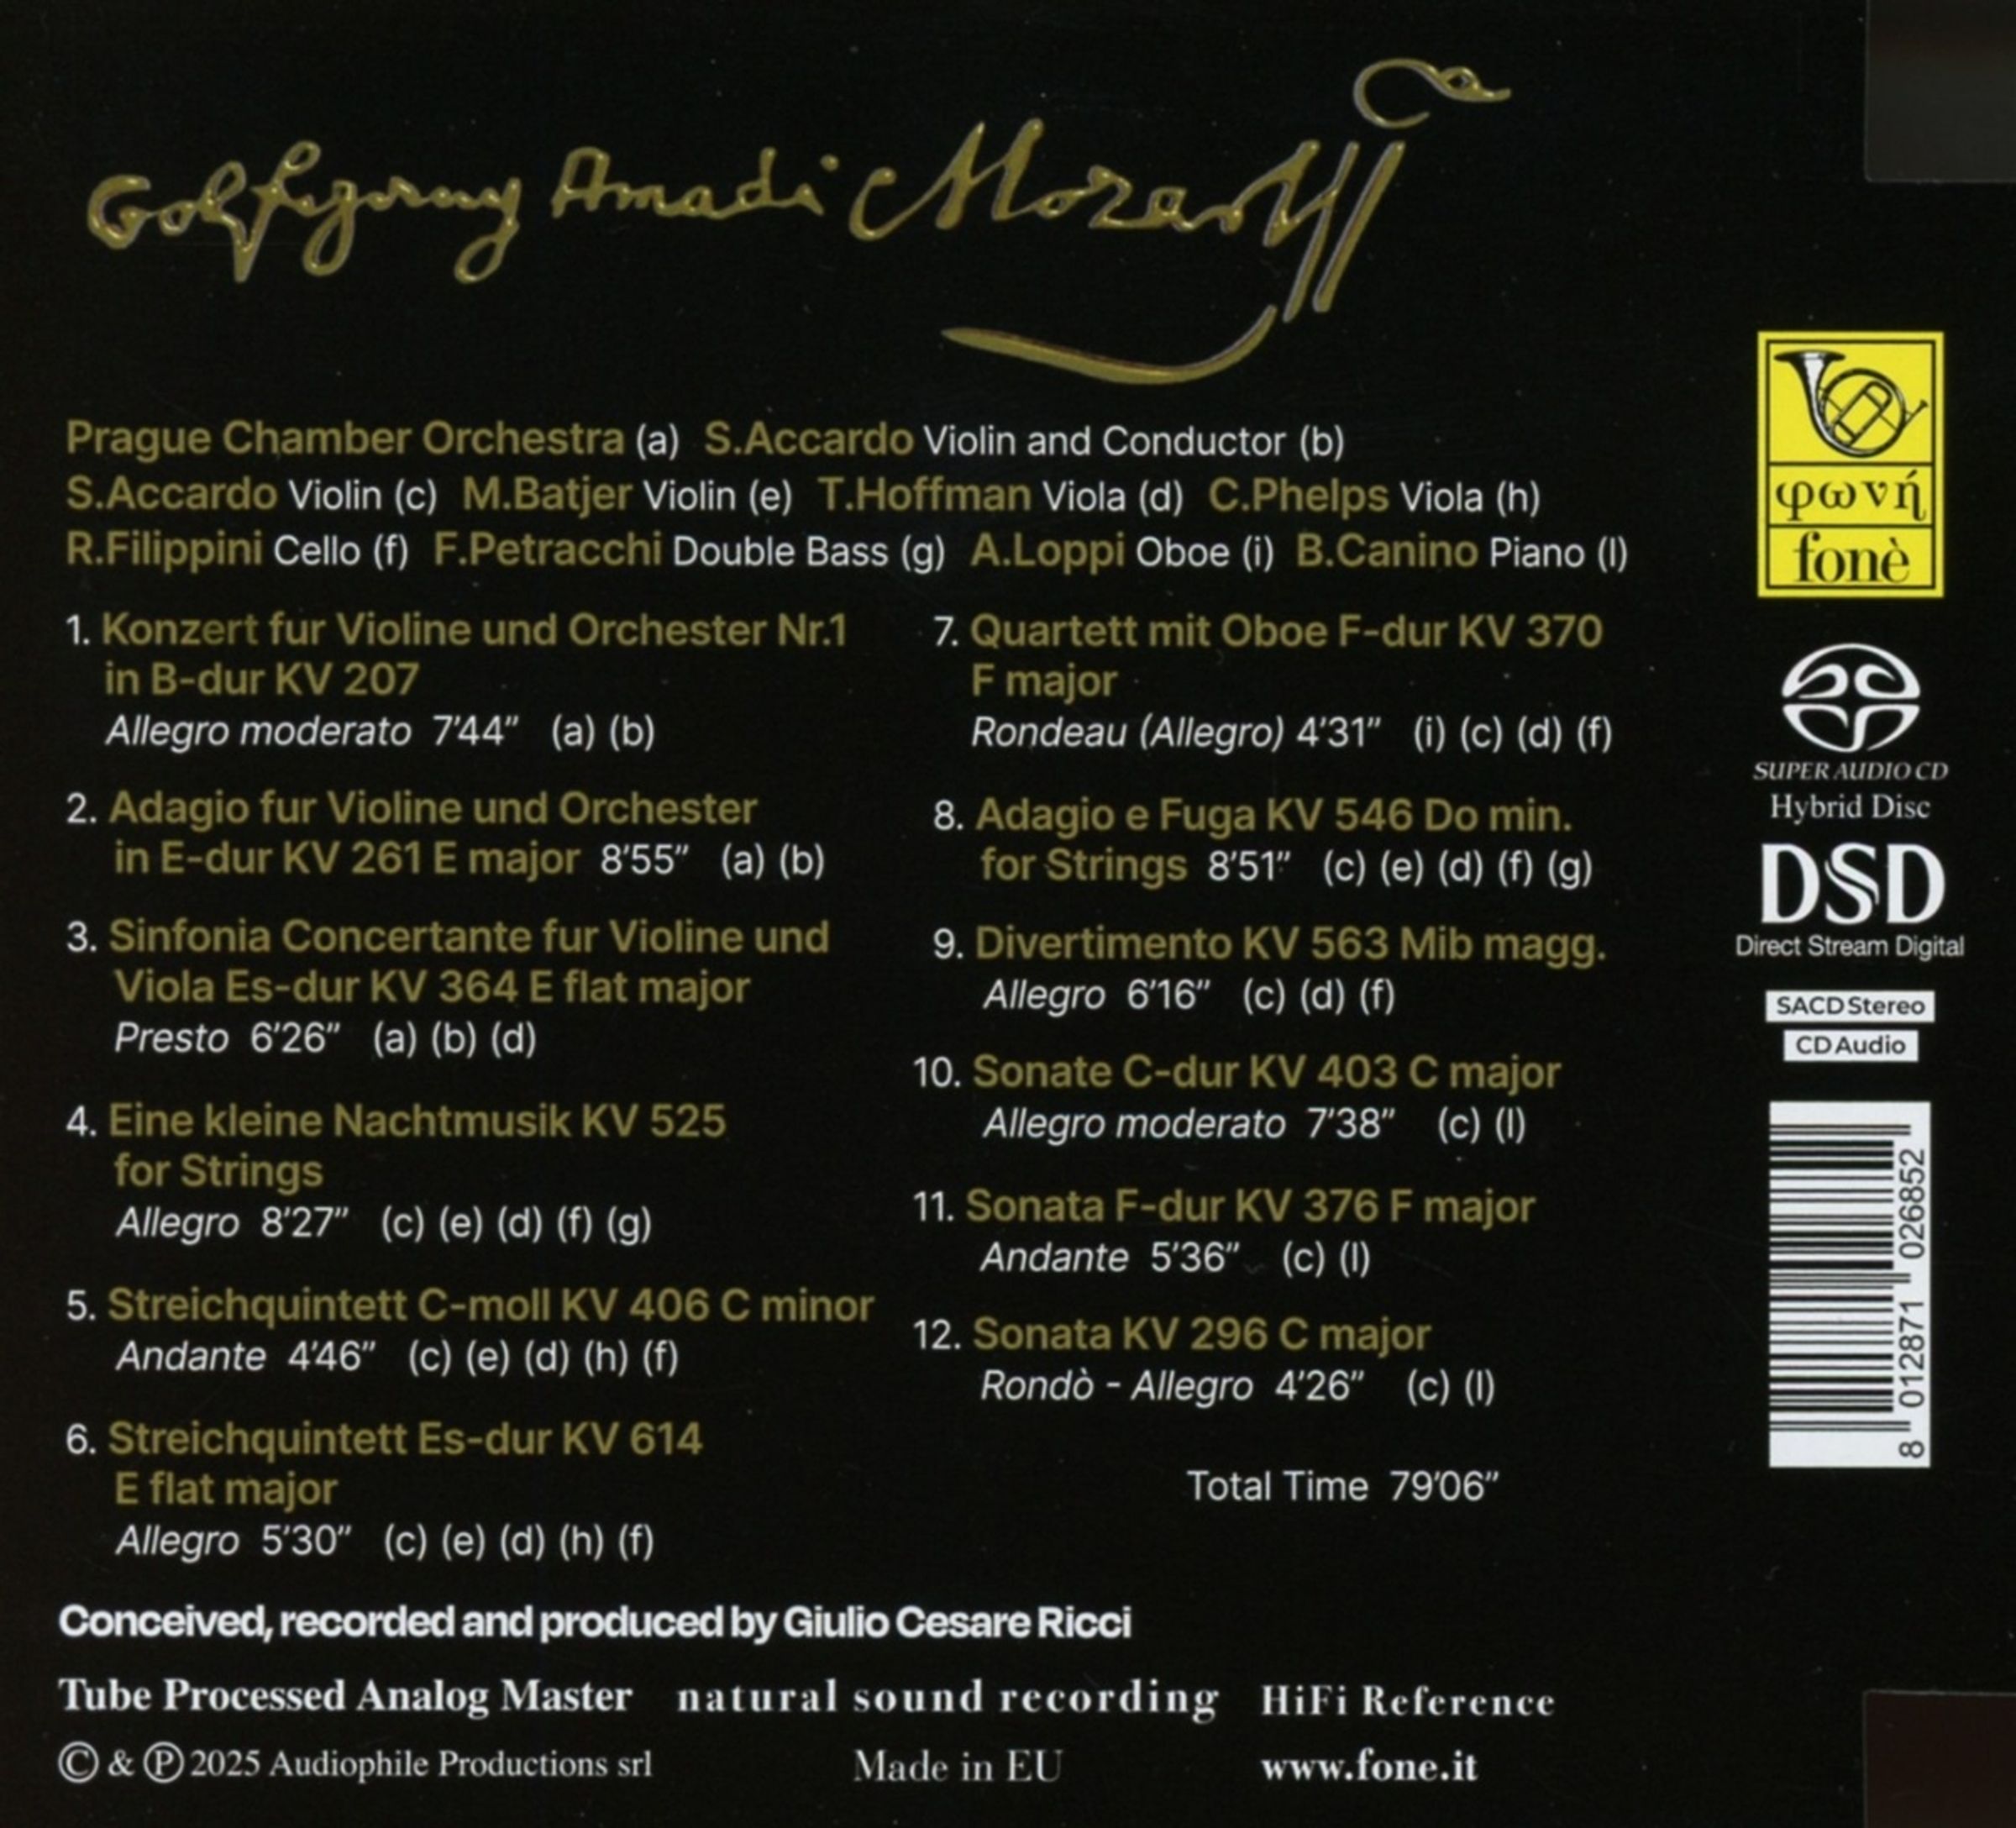 Wolfgang Amadi Mozart
Prague Chamber Orchestra (a) S.Accardo Violin and Conductor (b)
S.Accardo Violin (c) M.Batjer Violin (e) T.Hoffman Viola (d) C.Phelps Viola (h)
R.Filippini Cello (f) F.Petracchi Double Bass (g) A.Loppi Oboe (i) B.Canino Piano (l)
1. Konzert fur Violine und Orchester Nr.1
in B-dur KV 207
Allegro moderato 7'44" (a) (b)
2. Adagio fur Violine und Orchester
in E-dur KV 261 E major 8'55" (a) (b)
3. Sinfonia Concertante fur Violine und
Viola Es-dur KV 364 E flat major
Presto 6'26" (a) (b) (d)
4. Eine kleine Nachtmusik KV 525
for Strings
Allegro 8'27" (c) (e) (d) (f) (g)
5. Streichquintett C-moll KV 406 C minor
Andante 4'46" (c) (e) (d) (h) (f)
6. Streichquintett Es-dur KV 614
E flat major
Allegro 5'30" (c) (e) (d) (h) (f)
7. Quartett mit Oboe F-dur KV 370
F major
Rondeau (Allegro) 4'31" (i) (c) (d) (f)
8. Adagio e Fuga KV 546 Do min.
for Strings 8'51" (c) (e) (d) (f) (g)
9. Divertimento KV 563 Mib magg.
Allegro 6'16" (c) (d) (f)
10. Sonate C-dur KV 403 C major
Allegro moderato 7'38" (c) (l)
11. Sonata F-dur KV 376 F major
Andante 5'36" (c) (l)
12. Sonata KV 296 C major
Rondò - Allegro 4'26" (c) (l)
Total Time 79'06"
Conceived, recorded and produced by Giulio Cesare Ricci
Tube Processed Analog Master natural sound recording HiFi Reference
© & ℗ 2025 Audiophile Productions srl Made in EU www.fone.it
φωνή
fonè
SUPER AUDIO CD
Hybrid Disc
DSD
Direct Stream Digital
SACD Stereo
CD Audio
8 012871 026852